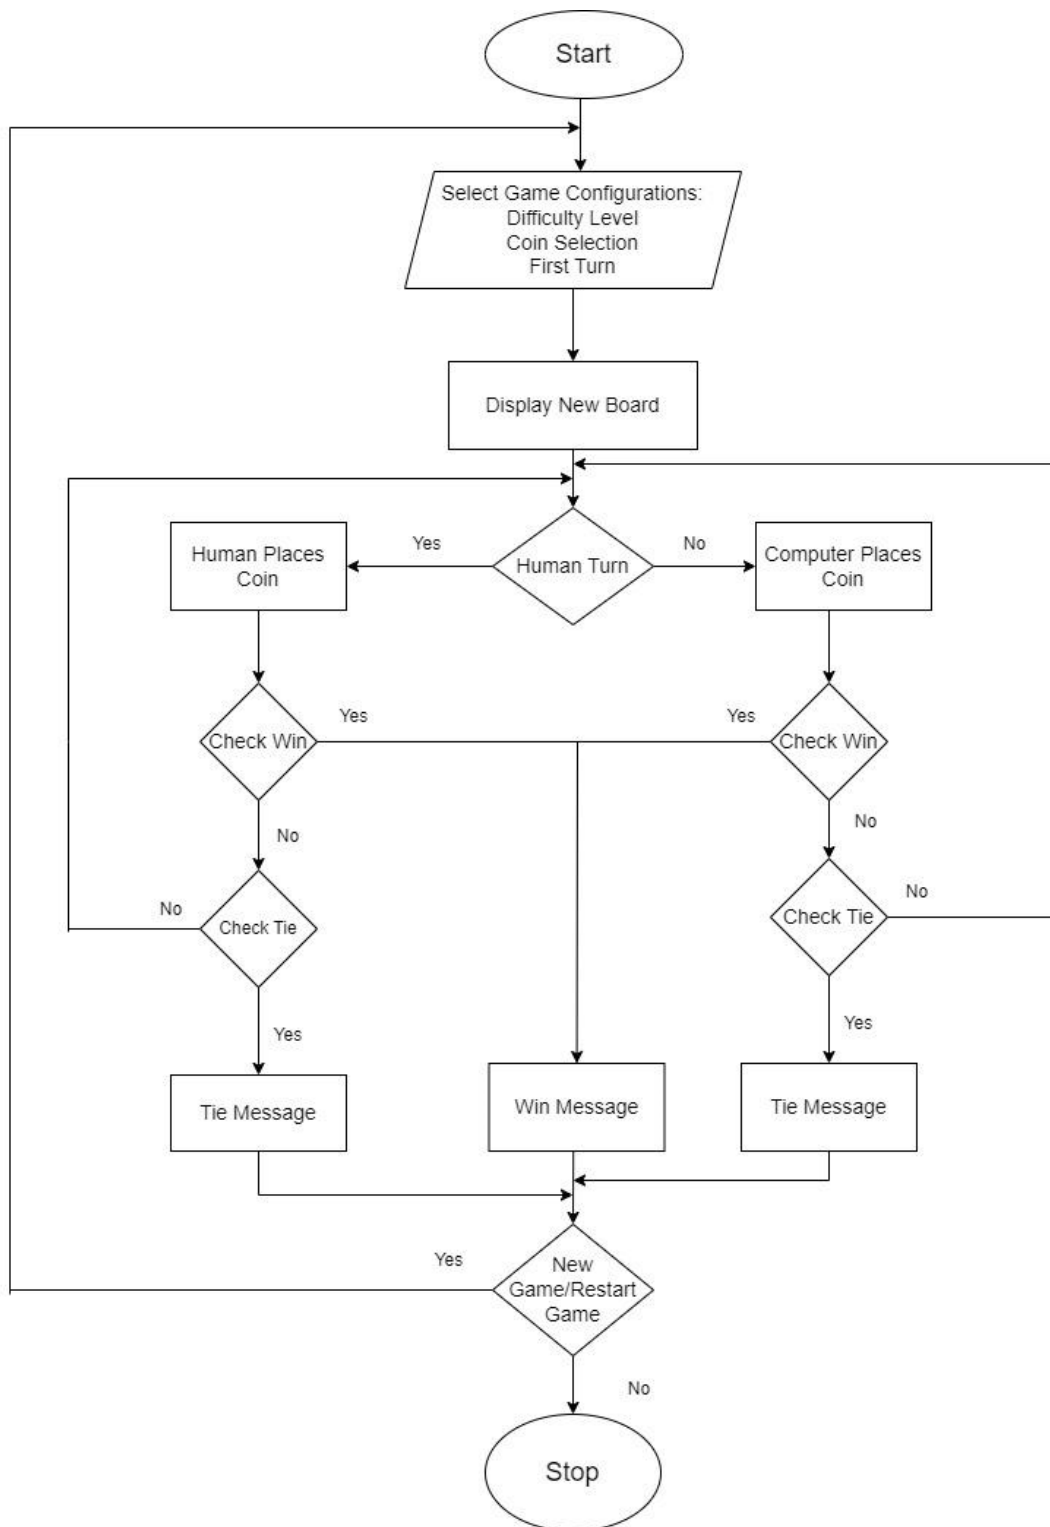 Start
Select Game Configurations:
Difficulty Level
Coin Selection
First Turn
Display New Board
Human Places
Coin
Yes
Human Turn
No
Computer Places
Coin
Check Win
Yes
Yes
Check Win
No
No
No
Check Tie
Check Tie
No
Yes
Yes
Tie Message
Win Message
Tie Message
Yes
New
Game/Restart
Game
No
Stop